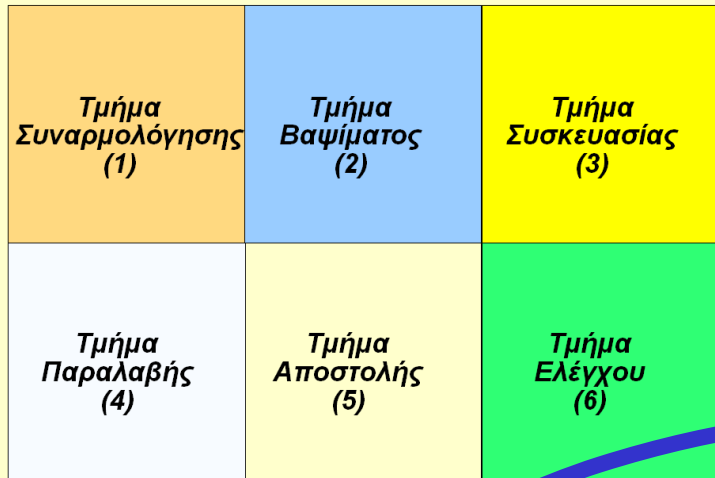 Τμήμα
Συναρμολόγησης
(1)
Τμήμα
Βαψίματος
(2)
Τμήμα
Συσκευασίας
(3)
Τμήμα
Παραλαβής
(4)
Τμήμα
Αποστολής
(5)
Τμήμα
Ελέγχου
(6)